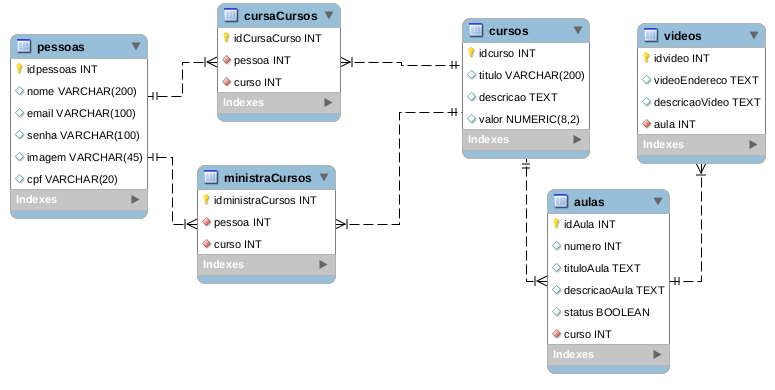 pessoas
idpessoas INT
nome VARCHAR(200)
email VARCHAR(100)
senha VARCHAR(100)
imagem VARCHAR(45)
cpf VARCHAR(20)
Indexes
cursaCursos
idCursaCurso INT
pessoa INT
curso INT
Indexes
ministraCursos
idministraCursos INT
pessoa INT
curso INT
Indexes
cursos
idcurso INT
titulo VARCHAR(200)
descricao TEXT
valor NUMERIC(8,2)
Indexes
videos
idvideo INT
videoEndereco TEXT
descricaoVideo TEXT
aula INT
Indexes
aulas
idAula INT
numero INT
tituloAula TEXT
descricaoAula TEXT
status BOOLEAN
curso INT
Indexes